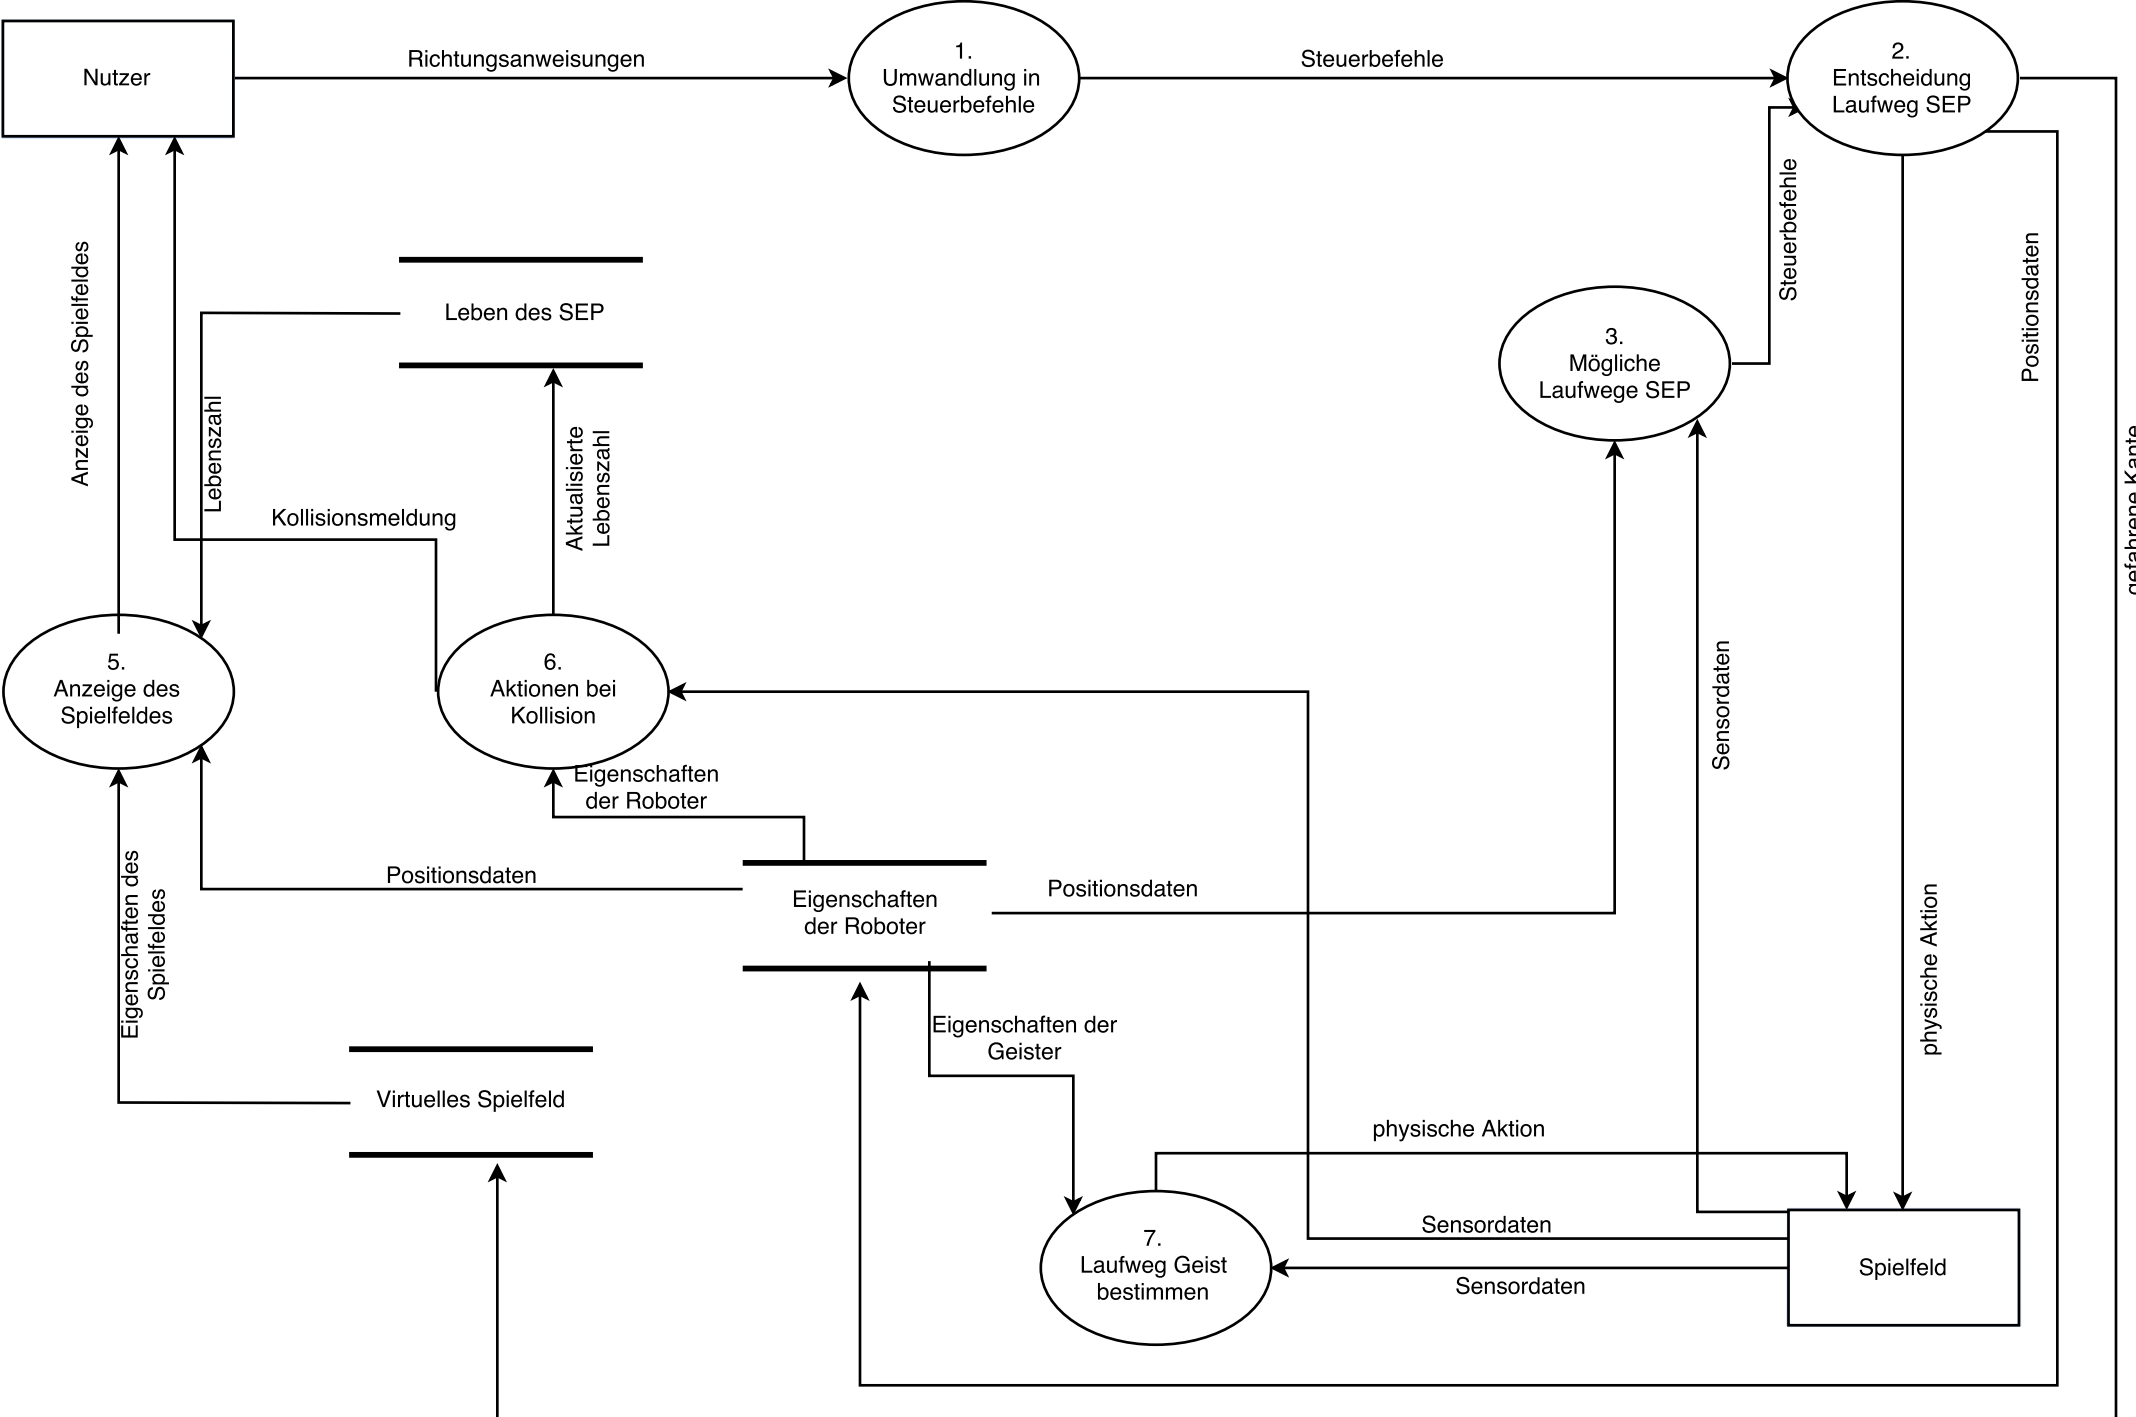 Nutzer
Richtungsanweisungen
1.
Umwandlung in
Steuerbefehle
Steuerbefehle
2.
Entscheidung
Laufweg SEP
Steuerbefehle
Positionsdaten
gefahrene Kante
Anzeige des Spielfeldes
Leben des SEP
Lebenszahl
Kollisionsmeldung
Aktualisierte
Lebenszahl
3.
Mögliche
Laufwege SEP
5.
Anzeige des
Spielfeldes
6.
Aktionen bei
Kollision
Sensordaten
Eigenschaften
der Roboter
Positionsdaten
Eigenschaften
der Roboter
Positionsdaten
physische Aktion
Eigenschaften des
Spielfeldes
Eigenschaften der
Geister
Virtuelles Spielfeld
physische Aktion
7.
Laufweg Geist
bestimmen
Sensordaten
Sensordaten
Spielfeld